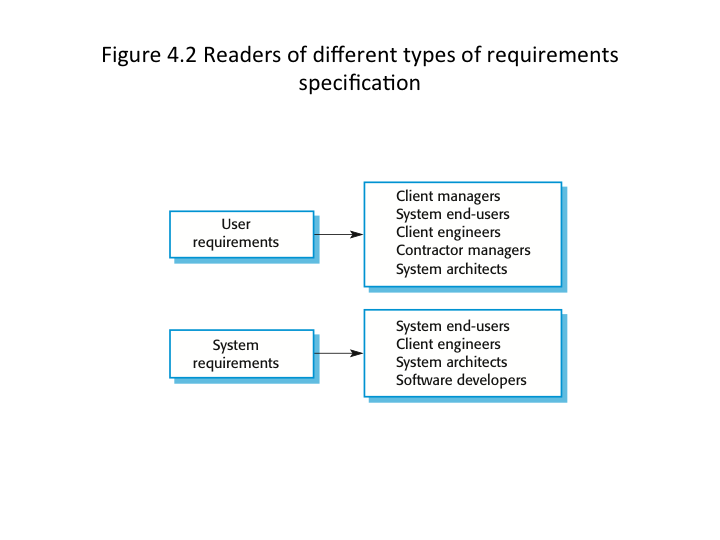 Figure 4.2 Readers of different types of requirements
specification
User
requirements
Client managers
System end-users
Client engineers
Contractor managers
System architects
System
requirements
System end-users
Client engineers
System architects
Software developers